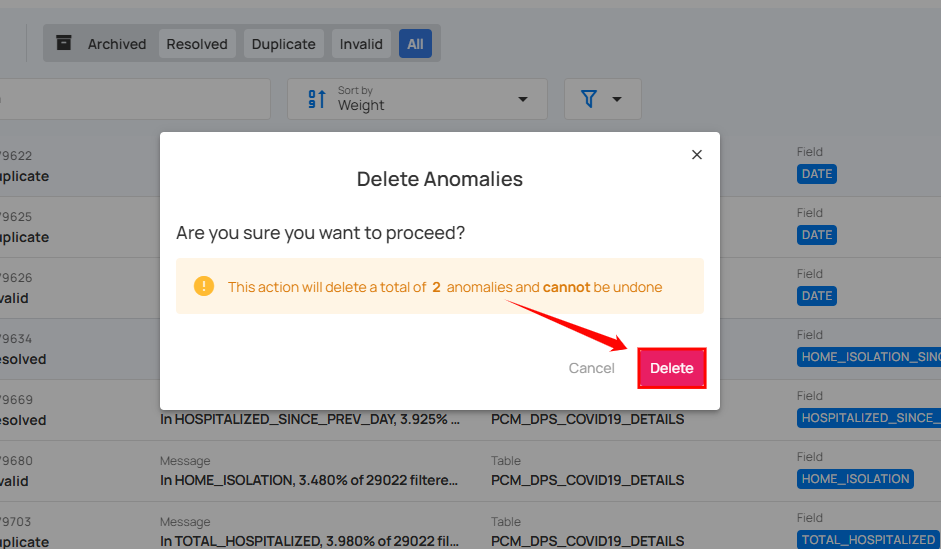 Archived Resolved Duplicate Invalid All
Sort by
Weight
79622
uplicate
Field
DATE
79625
uplicate
Field
DATE
79626
valid
Field
DATE
79634
esolved
Field
HOME_ISOLATION_SINC
Delete Anomalies
Are you sure you want to proceed?
This action will delete a total of 2 anomalies and cannot be undone
Cancel Delete
79669
esolved
In HOSPITALIZED_SINCE_PREV_DAY, 3.925% ...
PCM_DPS_COVID19_DETAILS
Field
HOSPITALIZED_SINCE_
79680
valid
Message
In HOME_ISOLATION, 3.480% of 29022 filtere...
Table
PCM_DPS_COVID19_DETAILS
Field
HOME_ISOLATION
79703
uplicate
Message
In TOTAL_HOSPITALIZED, 3.980% of 29022 fil...
Table
PCM_DPS_COVID19_DETAILS
Field
TOTAL_HOSPITALIZED